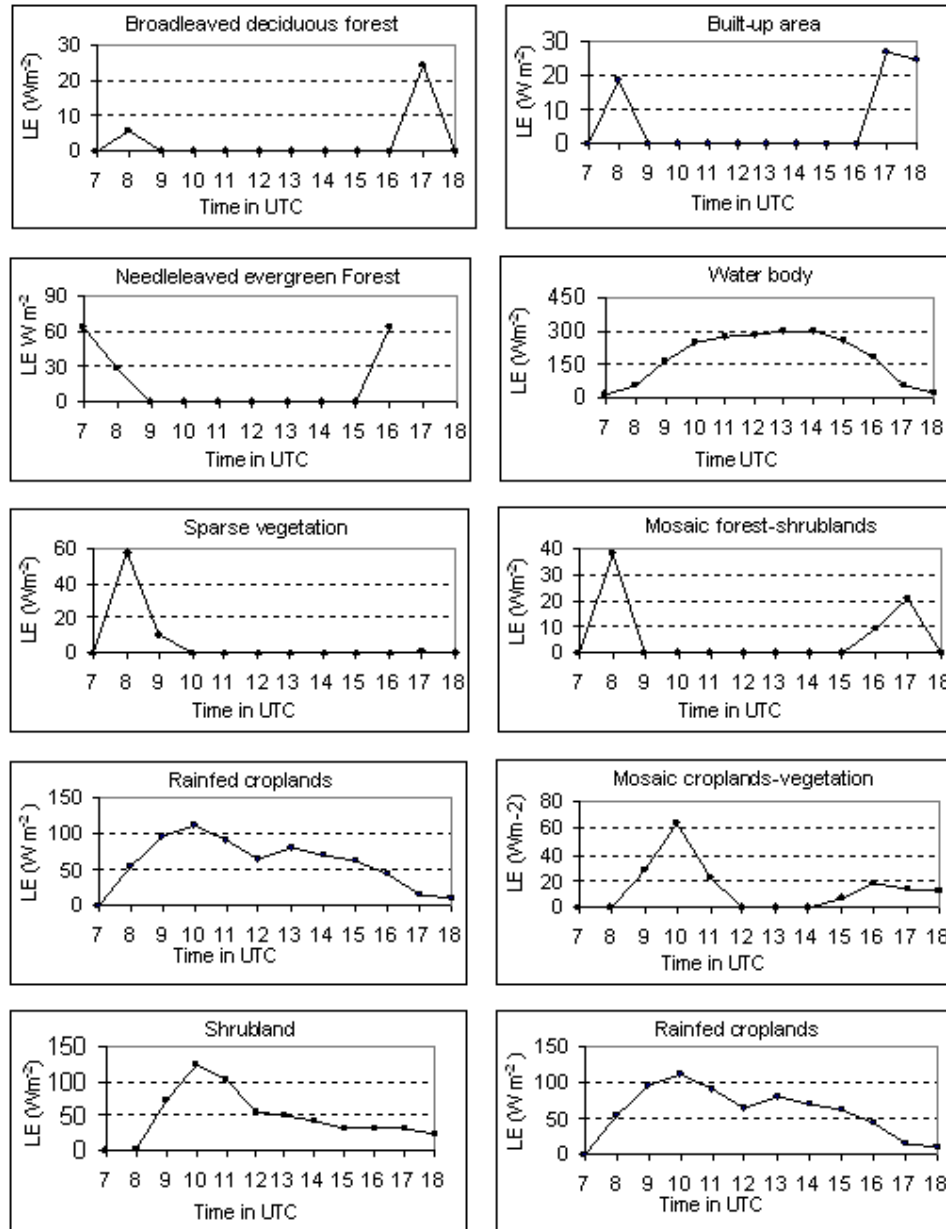 Broadleaved deciduous forest
LE (Wm-2)
30
20
10
0
7 8 9 10 11 12 13 14 15 16 17 18
Time in UTC
Built-up area
LE (W m-2)
30
20
10
0
7 8 9 10 11 12 13 14 15 16 17 18
Time in UTC
Needleleaved evergreen Forest
LE W m-2
90
60
30
0
7 8 9 10 11 12 13 14 15 16 17 18
Time in UTC
Water body
LE (Wm-2)
450
300
150
0
7 8 9 10 11 12 13 14 15 16 17 18
Time UTC
Sparse vegetation
LE (Wm-2)
60
40
20
0
7 8 9 10 11 12 13 14 15 16 17 18
Time in UTC
Mosaic forest-shrublands
LE (Wm-2)
40
30
20
10
0
7 8 9 10 11 12 13 14 15 16 17 18
Time in UTC
Rainfed croplands
LE (W m-2)
150
100
50
0
7 8 9 10 11 12 13 14 15 16 17 18
Time in UTC
Mosaic croplands-vegetation
LE (Wm-2)
80
60
40
20
0
7 8 9 10 11 12 13 14 15 16 17 18
Time in UTC
Shrubland
LE (Wm-2)
150
100
50
0
7 8 9 10 11 12 13 14 15 16 17 18
Time in UTC
Rainfed croplands
LE (W m-2)
150
100
50
0
7 8 9 10 11 12 13 14 15 16 17 18
Time in UTC